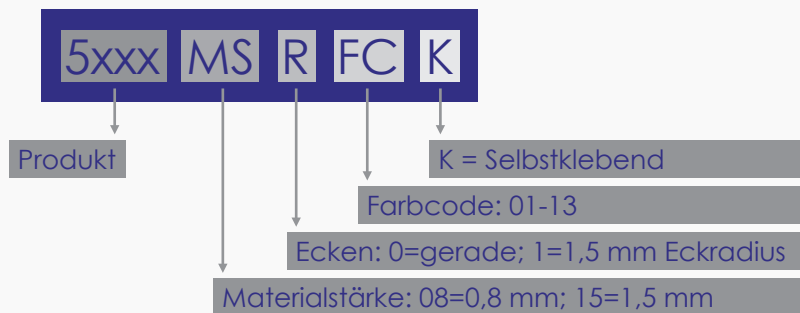 5xxx MS R FC K
Produkt
K = Selbstklebend
Farbcode: 01-13
Ecken: 0=gerade; 1=1,5 mm Eckradius
Materialstärke: 08=0,8 mm; 15=1,5 mm